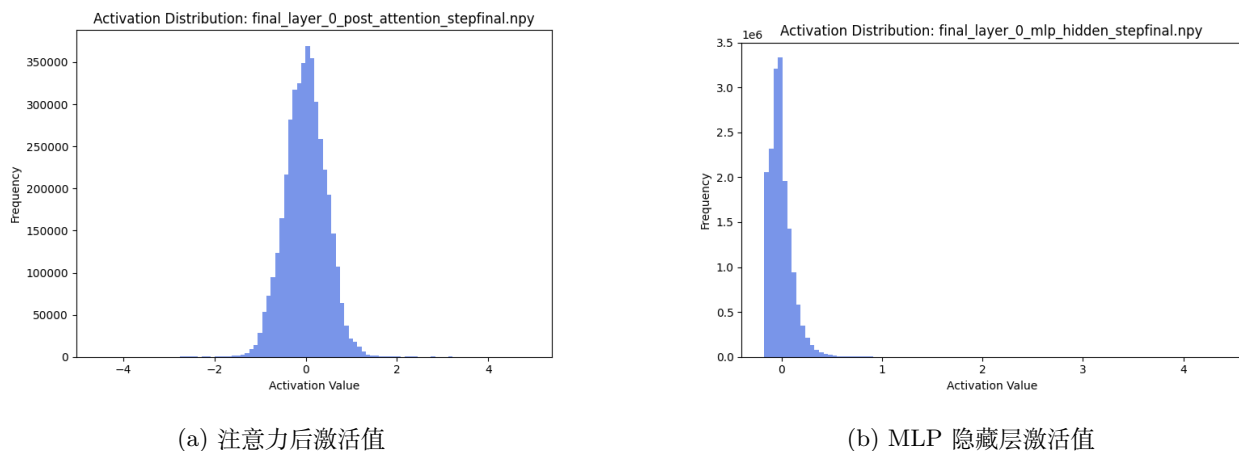 Activation Distribution: final_layer_0_post_attention_stepfinal.npy
350000
300000
250000
200000
150000
100000
50000
0
Frequency
−4
−2
0
2
4
Activation Value
(a) 注意力后激活值
Activation Distribution: final_layer_0_mlp_hidden_stepfinal.npy
1e6
3.5
3.0
2.5
2.0
1.5
1.0
0.5
0.0
Frequency
0
1
2
3
4
Activation Value
(b) MLP 隐藏层激活值